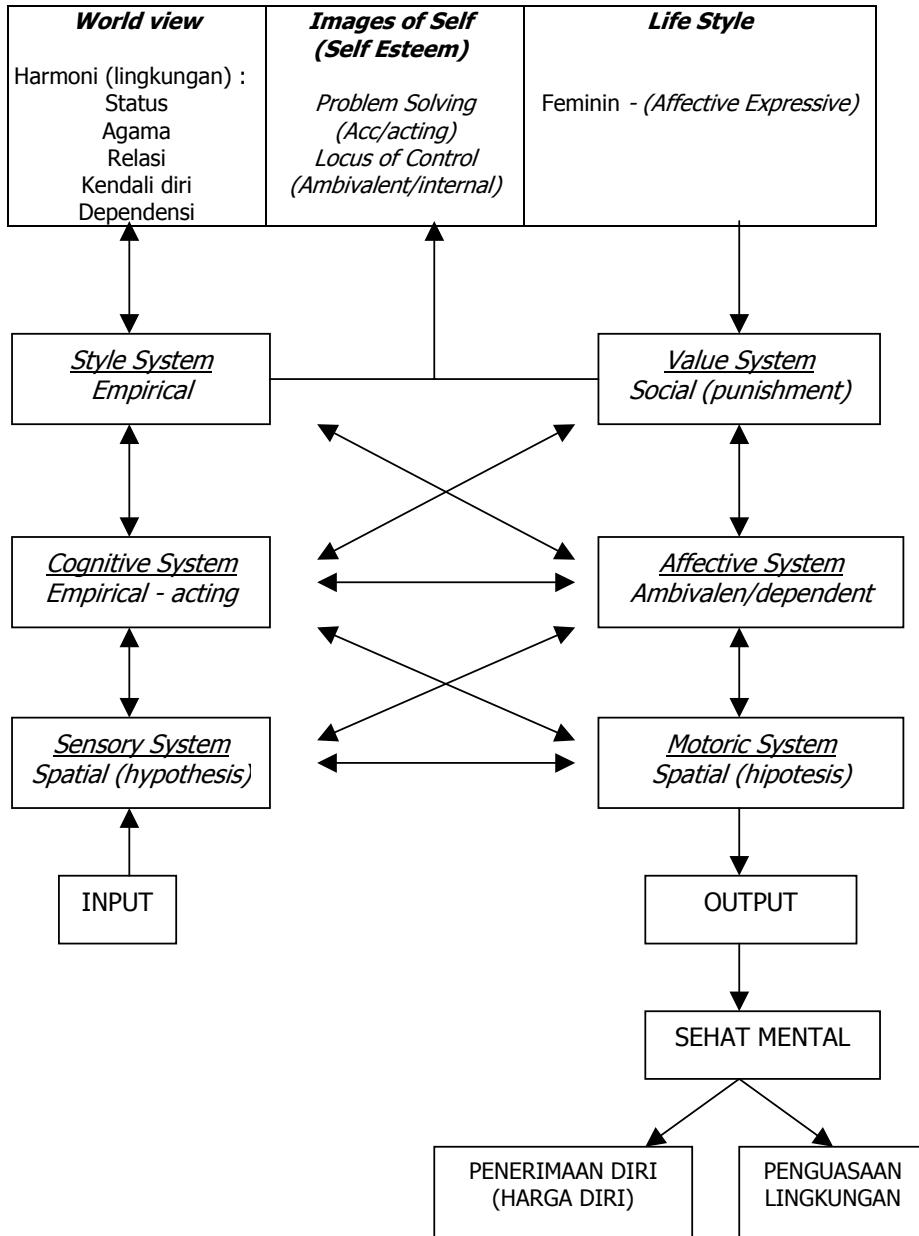 World view
Harmoni (lingkungan) :
Status
Agama
Relasi
Kendali diri
Dependensi
Images of Self
(Self Esteem)
Problem Solving
(Acc/acting)
Locus of Control
(Ambivalent/internal)
Life Style
Feminin - (Affective Expressive)
Style System
Empirical
Value System
Social (punishment)
Cognitive System
Empirical - acting
Affective System
Ambivalen/dependent
Sensory System
Spatial (hypothesis)
Motoric System
Spatial (hipotesis)
INPUT
OUTPUT
SEHAT MENTAL
PENERIMAAN DIRI
(HARGA DIRI)
PENGUASAAN
LINGKUNGAN